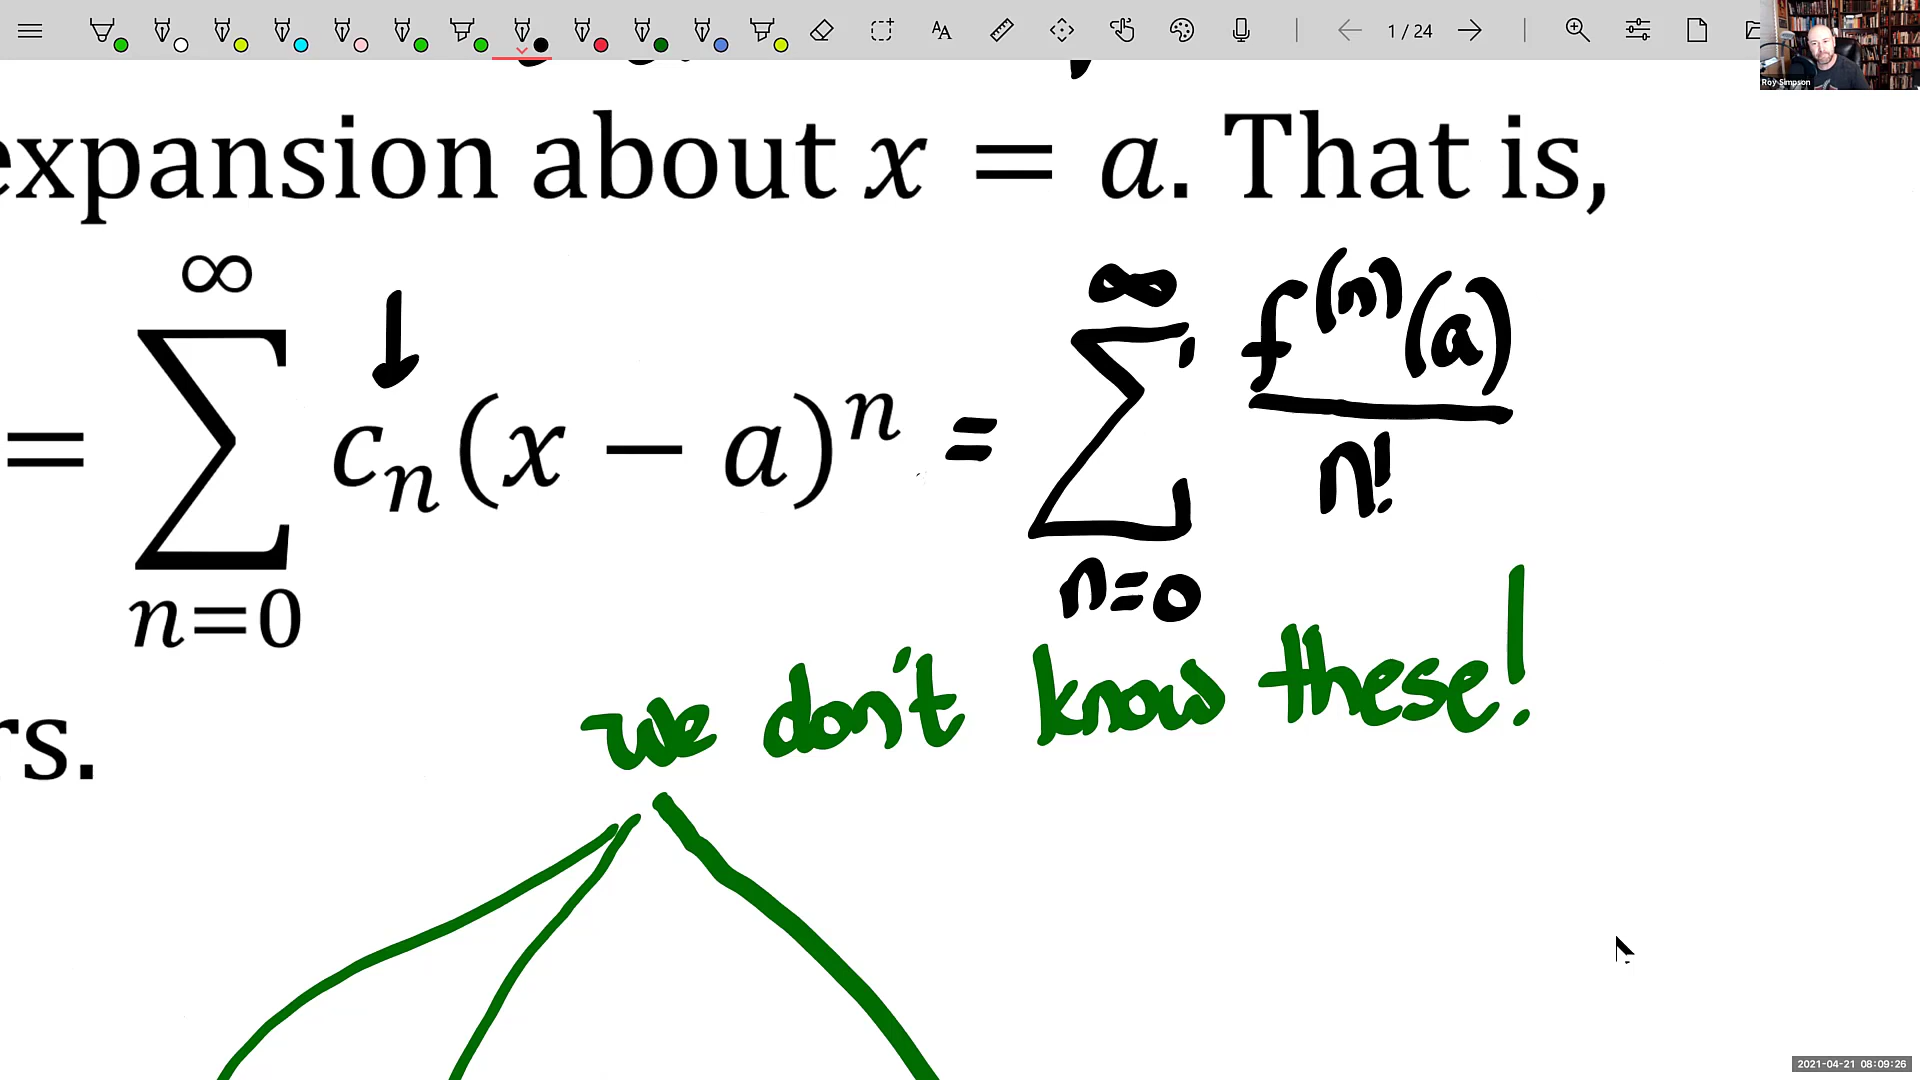 1 / 24
Roy Simpson
expansion about x = a. That is,
= ∑_{n=0}^{∞} c_n (x − a)^n = ∑_{n=0}^{∞} f^{(n)}(a) / n!
we don't know these!
rs.
2021-04-21 08:09:26